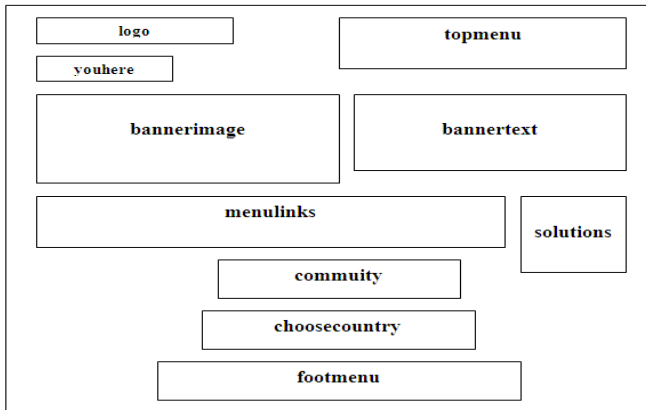 logo
topmenu
youhere
bannerimage
bannertext
menulinks
solutions
commuity
choosecountry
footmenu